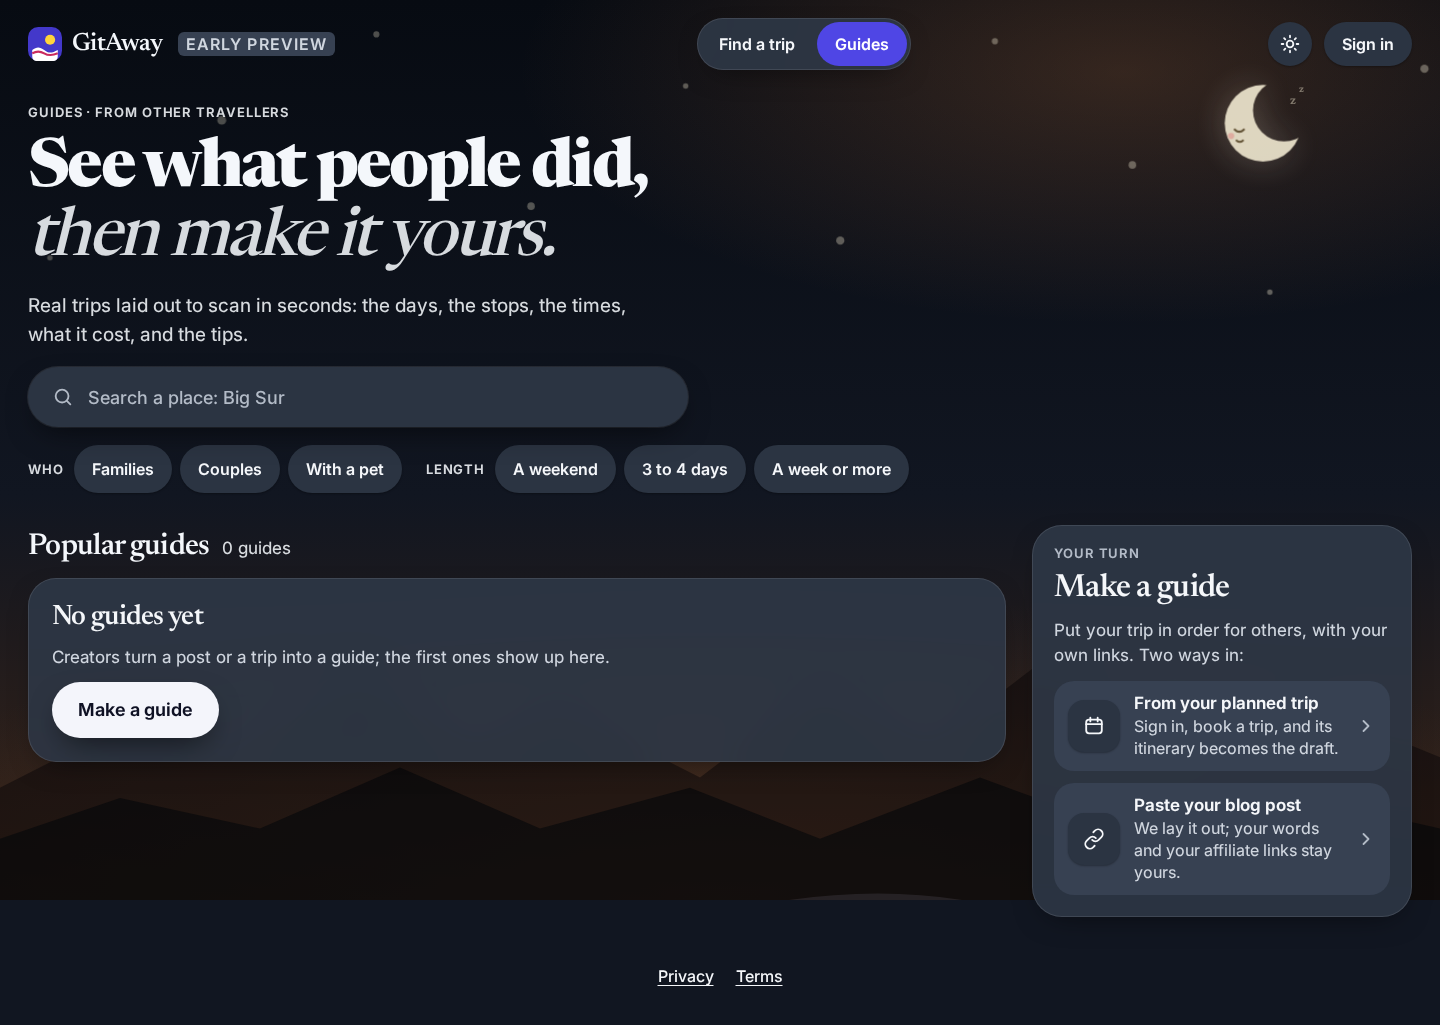 GitAway EARLY PREVIEW
Find a trip Guides
Sign in
GUIDES · FROM OTHER TRAVELLERS
See what people did,
then make it yours.
z
z
Real trips laid out to scan in seconds: the days, the stops, the times,
what it cost, and the tips.
Search a place: Big Sur
WHO Families Couples With a pet LENGTH A weekend 3 to 4 days A week or more
Popular guides 0 guides
No guides yet
Creators turn a post or a trip into a guide; the first ones show up here.
Make a guide
YOUR TURN
Make a guide
Put your trip in order for others, with your
own links. Two ways in:
From your planned trip
Sign in, book a trip, and its
itinerary becomes the draft.
Paste your blog post
We lay it out; your words
and your affiliate links stay
yours.
Privacy Terms